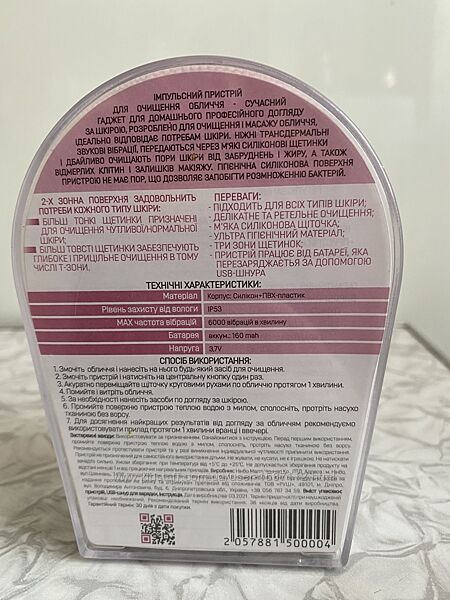 ІМПУЛЬСНИЙ ПРИСТРІЙ
ДЛЯ ОЧИЩЕННЯ ОБЛИЧЧЯ - СУЧАСНИЙ
ГАДЖЕТ ДЛЯ ДОМАШНЬОГО ПРОФЕСІЙНОГО ДОГЛЯДУ
ЗА ШКІРОЮ, РОЗРОБЛЕНО ДЛЯ ОЧИЩЕННЯ І МАСАЖУ ОБЛИЧЧЯ,
ІДЕАЛЬНО ВІДПОВІДАЄ ПОТРЕБАМ ШКІРИ. НІЖНІ ТРАНСДЕРМАЛЬНІ
ЗВУКОВІ ВІБРАЦІЇ, ПЕРЕДАЮТЬСЯ ЧЕРЕЗ М'ЯКІ СИЛІКОНОВІ ЩЕТИНКИ
І ДБАЙЛИВО ОЧИЩАЮТЬ ПОРИ ШКІРИ ВІД ЗАБРУДНЕНЬ І ЖИРУ, А ТАКОЖ
ВІДМЕРЛИХ КЛІТИН І ЗАЛИШКІВ МАКІЯЖУ. ГІГІЄНІЧНА СИЛІКОНОВА ПОВЕРХНЯ
ПРИСТРОЮ НЕ МАЄ ПОР, ЩО ДОЗВОЛЯЄ ЗАПОБІГТИ РОЗМНОЖЕННЮ БАКТЕРІЙ.
2-Х ЗОННА ПОВЕРХНЯ ЗАДОВОЛЬНИТЬ
ПОТРЕБИ КОЖНОГО ТИПУ ШКІРИ:
БІЛЬШ ТОНКІ ЩЕТИНКИ ПРИЗНАЧЕНІ
ДЛЯ ОЧИЩЕННЯ ЧУТЛИВОЇ/НОРМАЛЬНОЇ
ШКІРИ;
БІЛЬШ ТОВСТІ ЩЕТИНКИ ЗАБЕЗПЕЧУЮТЬ
ГЛИБОКЕ І ПРИЦІЛЬНЕ ОЧИЩЕННЯ В ТОМУ
ЧИСЛІ Т-ЗОНИ.
ПЕРЕВАГИ:
- ПІДХОДИТЬ ДЛЯ ВСІХ ТИПІВ ШКІРИ;
- ДЕЛІКАТНЕ ТА РЕТЕЛЬНЕ ОЧИЩЕННЯ;
- М'ЯКА СИЛІКОНОВА ЩІТОЧКА;
- УЛЬТРА ГІГІЄНІЧНИЙ МАТЕРІАЛ;
- ТРИ ЗОНИ ЩЕТИНОК;
- ПРИСТРІЙ ПРАЦЮЄ ВІД БАТАРЕЇ, ЯКА
ПЕРЕЗАРЯДЖАЄТЬСЯ ЗА ДОПОМОГОЮ
USB-ШНУРА
ТЕХНІЧНІ ХАРАКТЕРИСТИКИ:
Матеріал Корпус: Силікон+ПВХ-пластик
Рівень захисту від вологи IP53
MAX частота вібрацій 6000 вібрацій в хвилину
Батарея аккум.: 160 mah
Напруга 3.7V
СПОСІБ ВИКОРИСТАННЯ:
1. Змочіть обличчя і нанесіть на нього будь-який засіб для очищення.
2. Змочіть пристрій і натисніть на центральну кнопку один раз.
3. Акуратно переміщайте щіточку круговими рухами по обличчю протягом 1 хвилини.
4. Помийте і витріть обличчя.
5. За необхідності нанесіть засоби по догляду за шкірою.
6. Промийте поверхню пристрою теплою водою з милом, сполосніть, протріть насухо
тканиною без ворсу.
7. Для досягнення найкращих результатів від догляду за обличчям рекомендуємо
використовувати прилад протягом 1 хвилини вранці і ввечері.
Гарантійний термін: 30 днів з дати покупки.
2 057881 500004